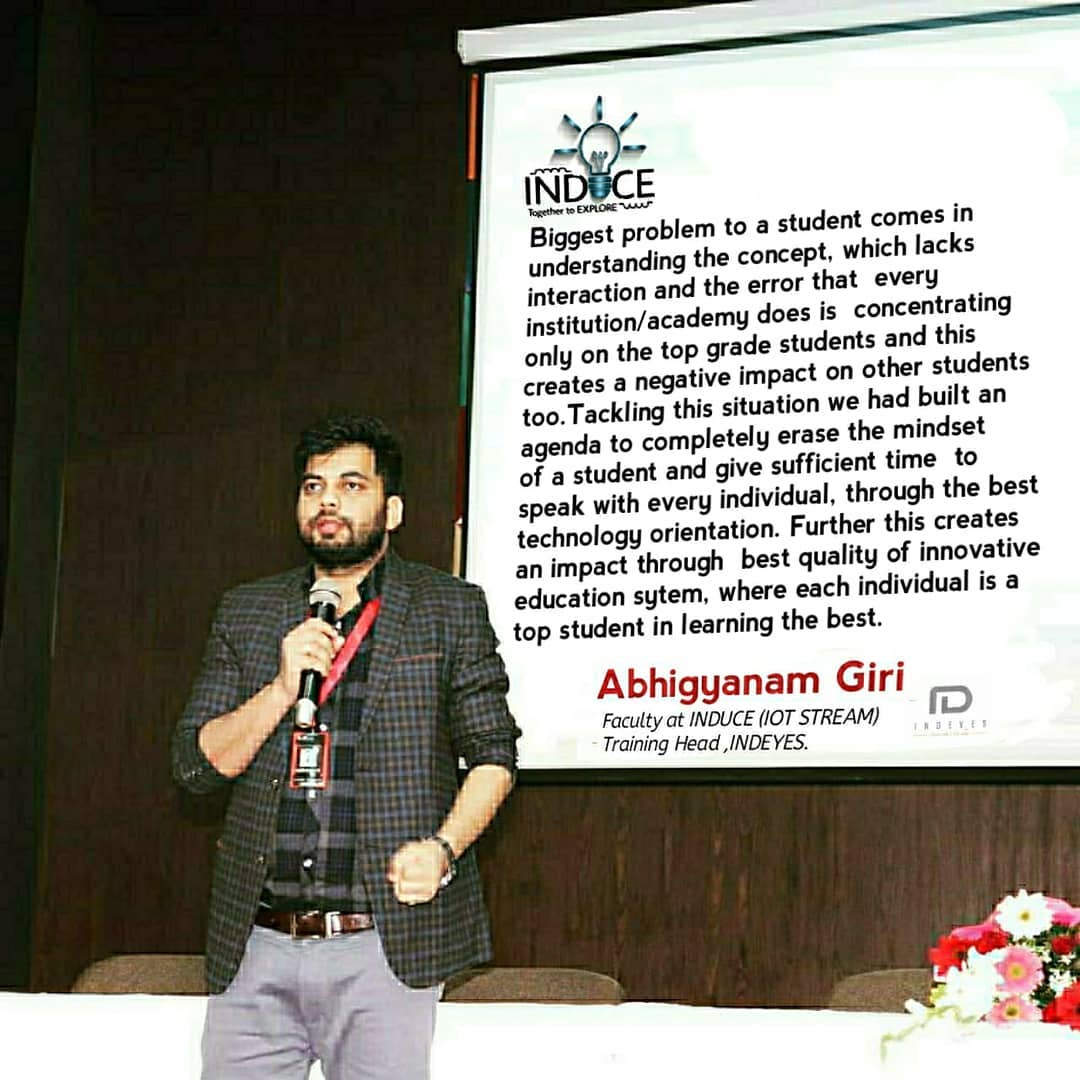 INDUCE
Together to EXPLORE
Biggest problem to a student comes in
understanding the concept, which lacks
interaction and the error that every
institution/academy does is concentrating
only on the top grade students and this
creates a negative impact on other students
too.Tackling this situation we had built an
agenda to completely erase the mindset
of a student and give sufficient time to
speak with every individual, through the best
technology orientation. Further this creates
an impact through best quality of innovative
education sytem, where each individual is a
top student in learning the best.
Abhigyanam Giri
Faculty at INDUCE (IOT STREAM)
Training Head ,INDEYES.
ID
INDEYES